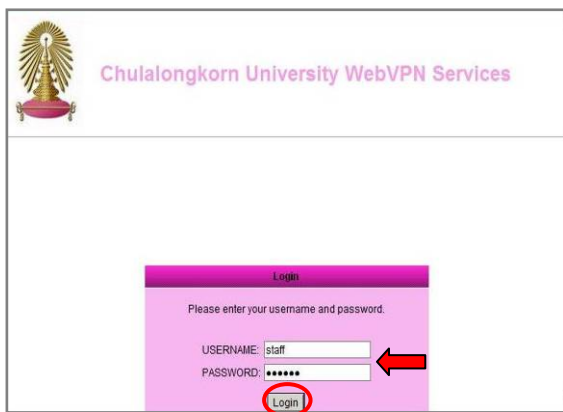 Chulalongkorn University WebVPN Services
Login
Please enter your username and password.
USERNAME: staff
PASSWORD: ••••••
Login